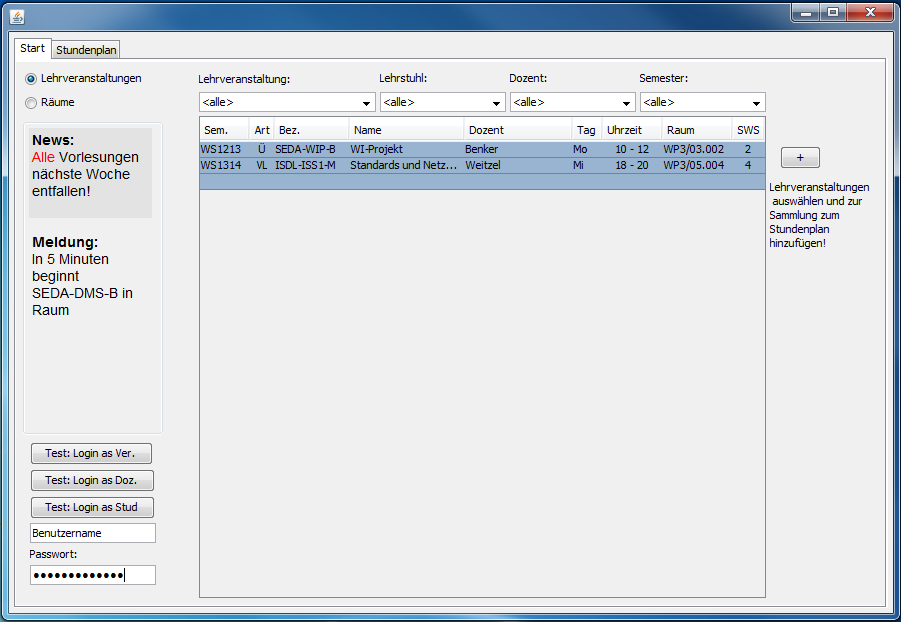 Start
Stundenplan
Lehrveranstaltungen
Räume
News:
Alle Vorlesungen
nächste Woche
entfallen!
Meldung:
In 5 Minuten
beginnt
SEDA-DMS-B in
Raum
Test: Login as Ver.
Test: Login as Doz.
Test: Login as Stud
Benutzername
Passwort:
●●●●●●●●●●●●●
Lehrveranstaltung: Lehrstuhl: Dozent: Semester:
<alle> <alle> <alle> <alle>
Sem. Art Bez. Name Dozent Tag Uhrzeit Raum SWS
WS1213 Ü SEDA-WIP-B WI-Projekt Benker Mo 10 - 12 WP3/03.002 2
WS1314 VL ISDL-ISS1-M Standards und Netz... Weitzel Mi 18 - 20 WP3/05.004 4
+
Lehrveranstaltungen
auswählen und zur
Sammlung zum
Stundenplan
hinzufügen!